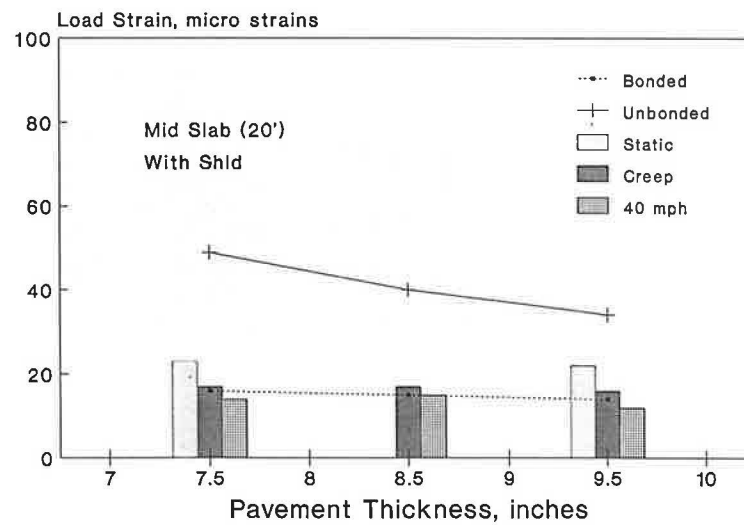 Load Strain, micro strains
100
80
60
40
20
0
Mid Slab (20')
With Shld
Bonded
Unbonded
Static
Creep
40 mph
7 7.5 8 8.5 9 9.5 10
Pavement Thickness, inches